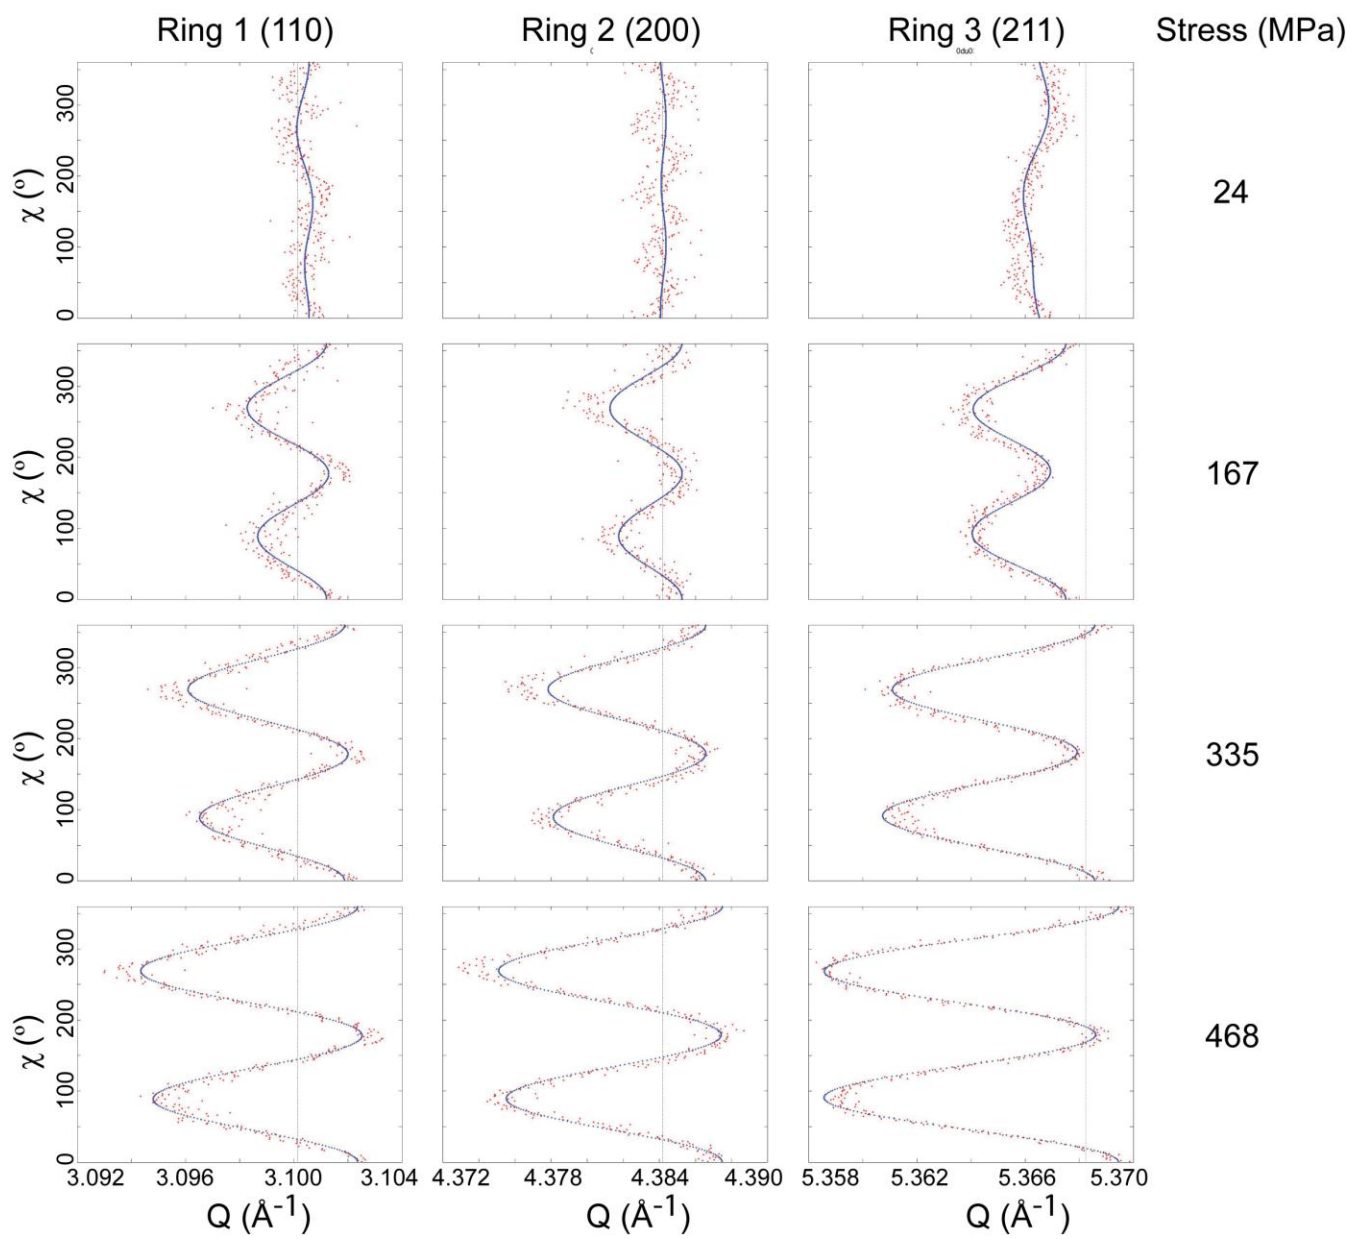 Ring 1 (110) Ring 2 (200) Ring 3 (211) Stress (MPa)
χ (º) 0 100 200 300 24
χ (º) 0 100 200 300 167
χ (º) 0 100 200 300 335
χ (º) 0 100 200 300 468
3.092 3.096 3.100 3.104 4.372 4.378 4.384 4.390 5.358 5.362 5.366 5.370
Q (Å⁻¹) Q (Å⁻¹) Q (Å⁻¹)